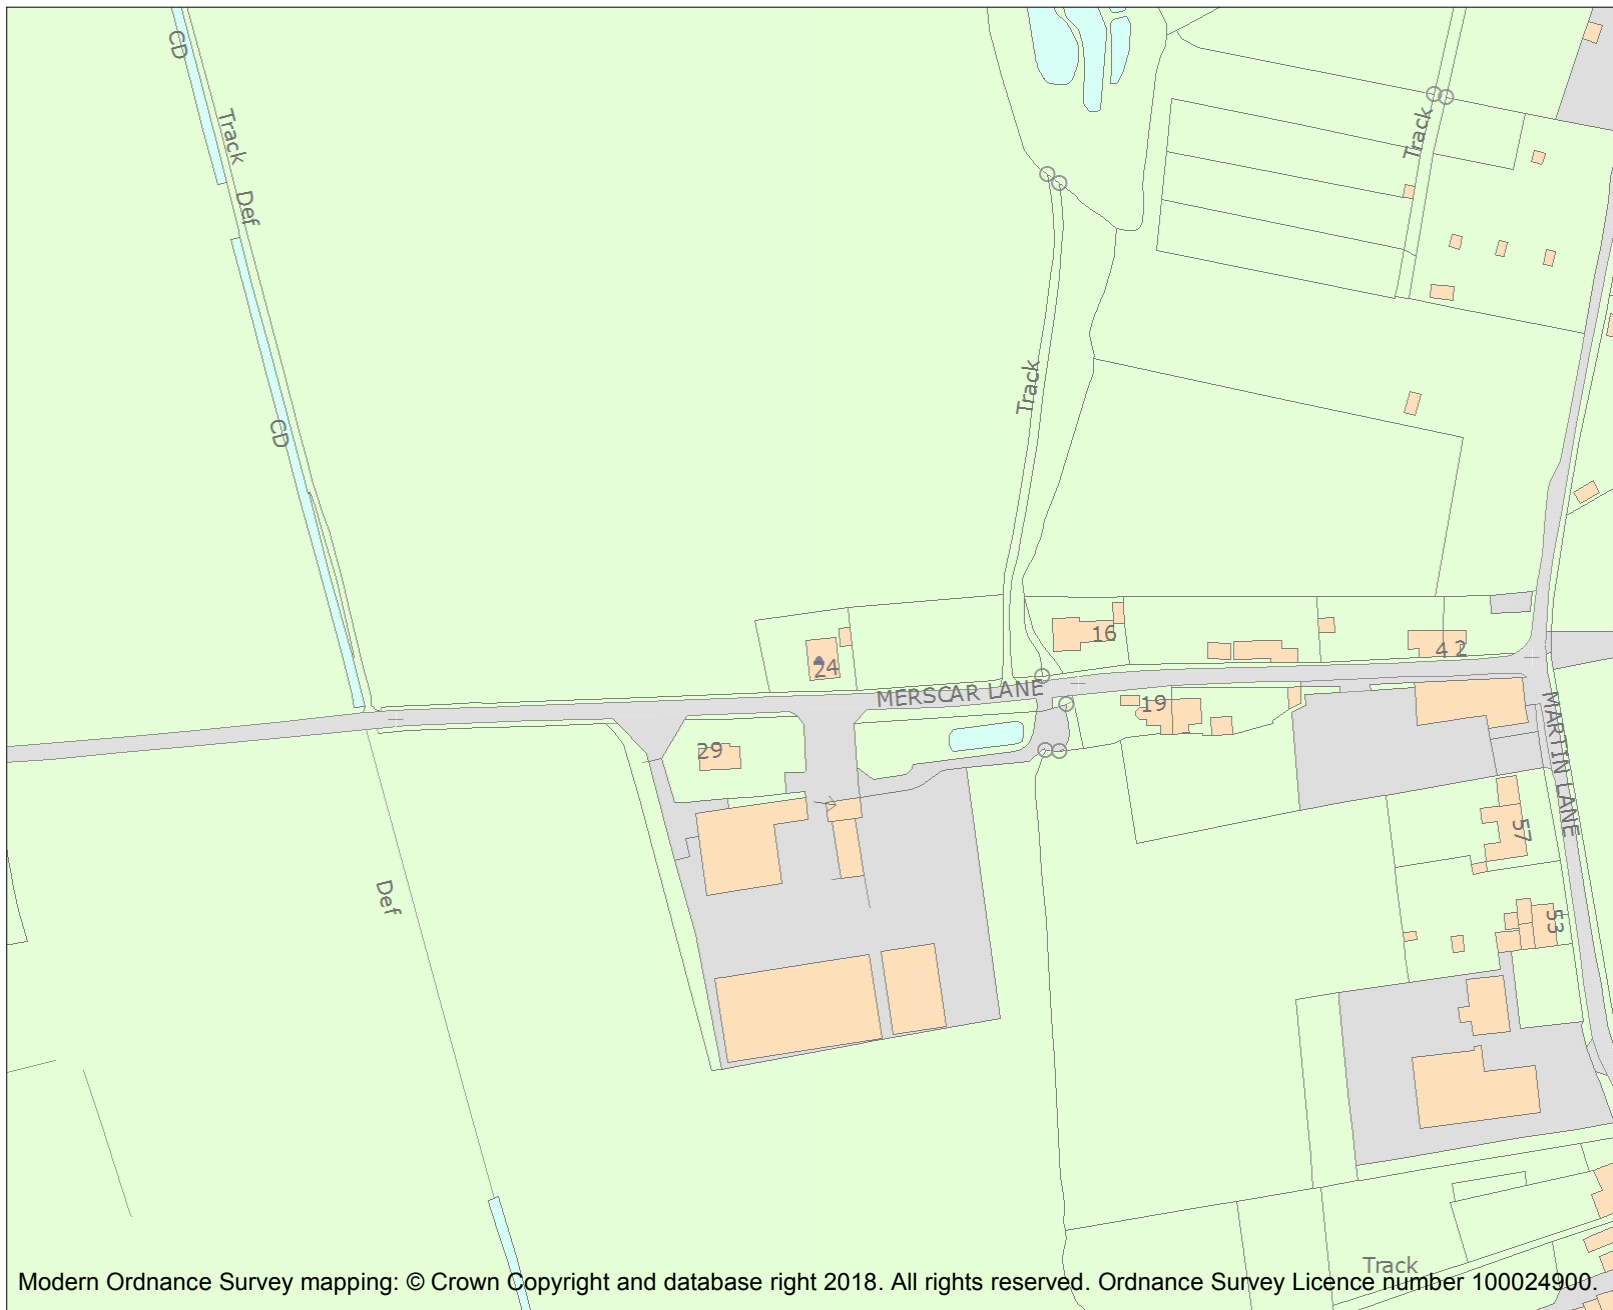 CD
Track
Track
Def
Track
CD
16
4 2
24
MERSCAR LANE
19
29
MARTIN LANE
57
Def
53
Track
Modern Ordnance Survey mapping: © Crown Copyright and database right 2018. All rights reserved. Ordnance Survey Licence number 100024900.